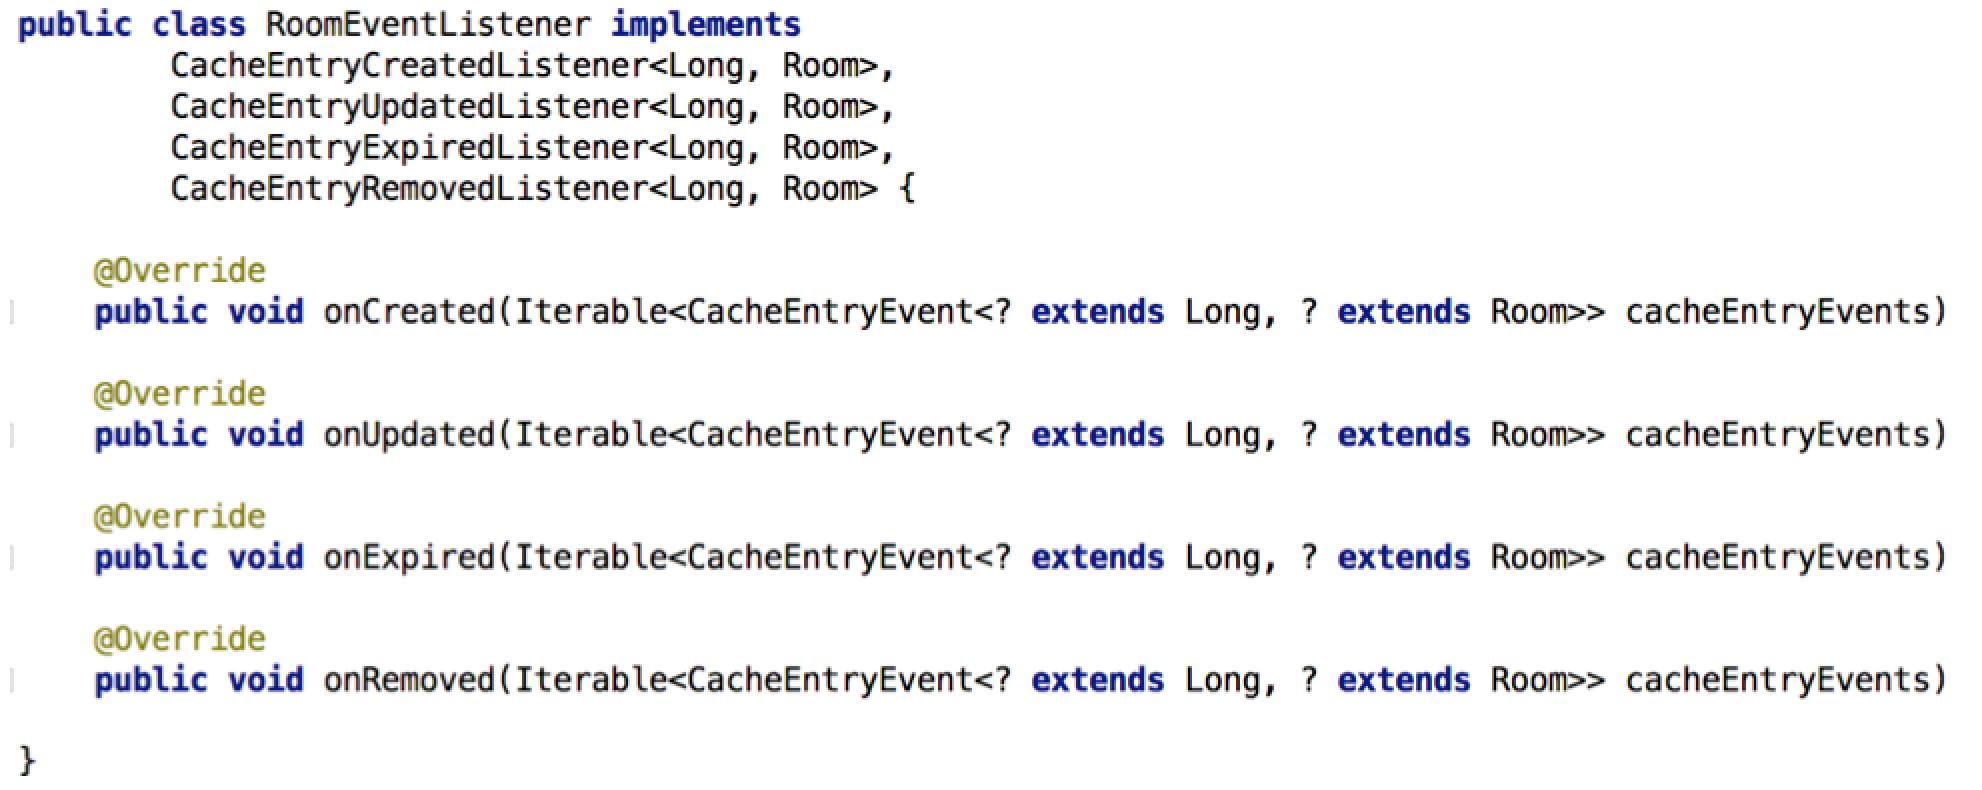 public class RoomEventListener implements
CacheEntryCreatedListener<Long, Room>,
CacheEntryUpdatedListener<Long, Room>,
CacheEntryExpiredListener<Long, Room>,
CacheEntryRemovedListener<Long, Room> {
@Override
public void onCreated(Iterable<CacheEntryEvent<? extends Long, ? extends Room>> cacheEntryEvents)
@Override
public void onUpdated(Iterable<CacheEntryEvent<? extends Long, ? extends Room>> cacheEntryEvents)
@Override
public void onExpired(Iterable<CacheEntryEvent<? extends Long, ? extends Room>> cacheEntryEvents)
@Override
public void onRemoved(Iterable<CacheEntryEvent<? extends Long, ? extends Room>> cacheEntryEvents)
}